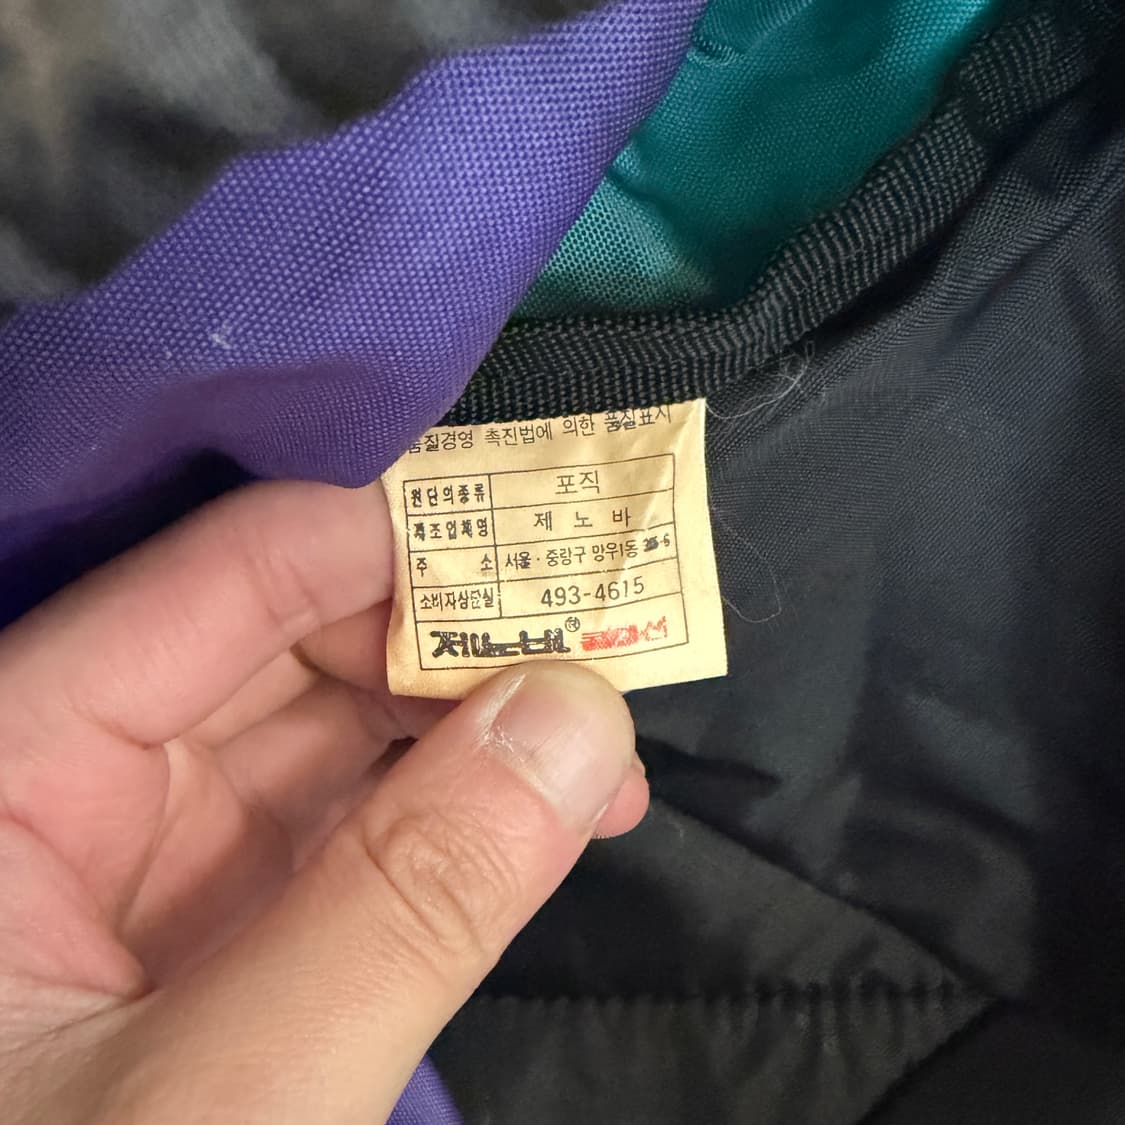 품질경영 촉진법에 의한 품질표시
원단의종류 포직
제조업체명 제 노 바
주 소 서울·중랑구 망우1동
소비자상담실 493-4615
제노바®